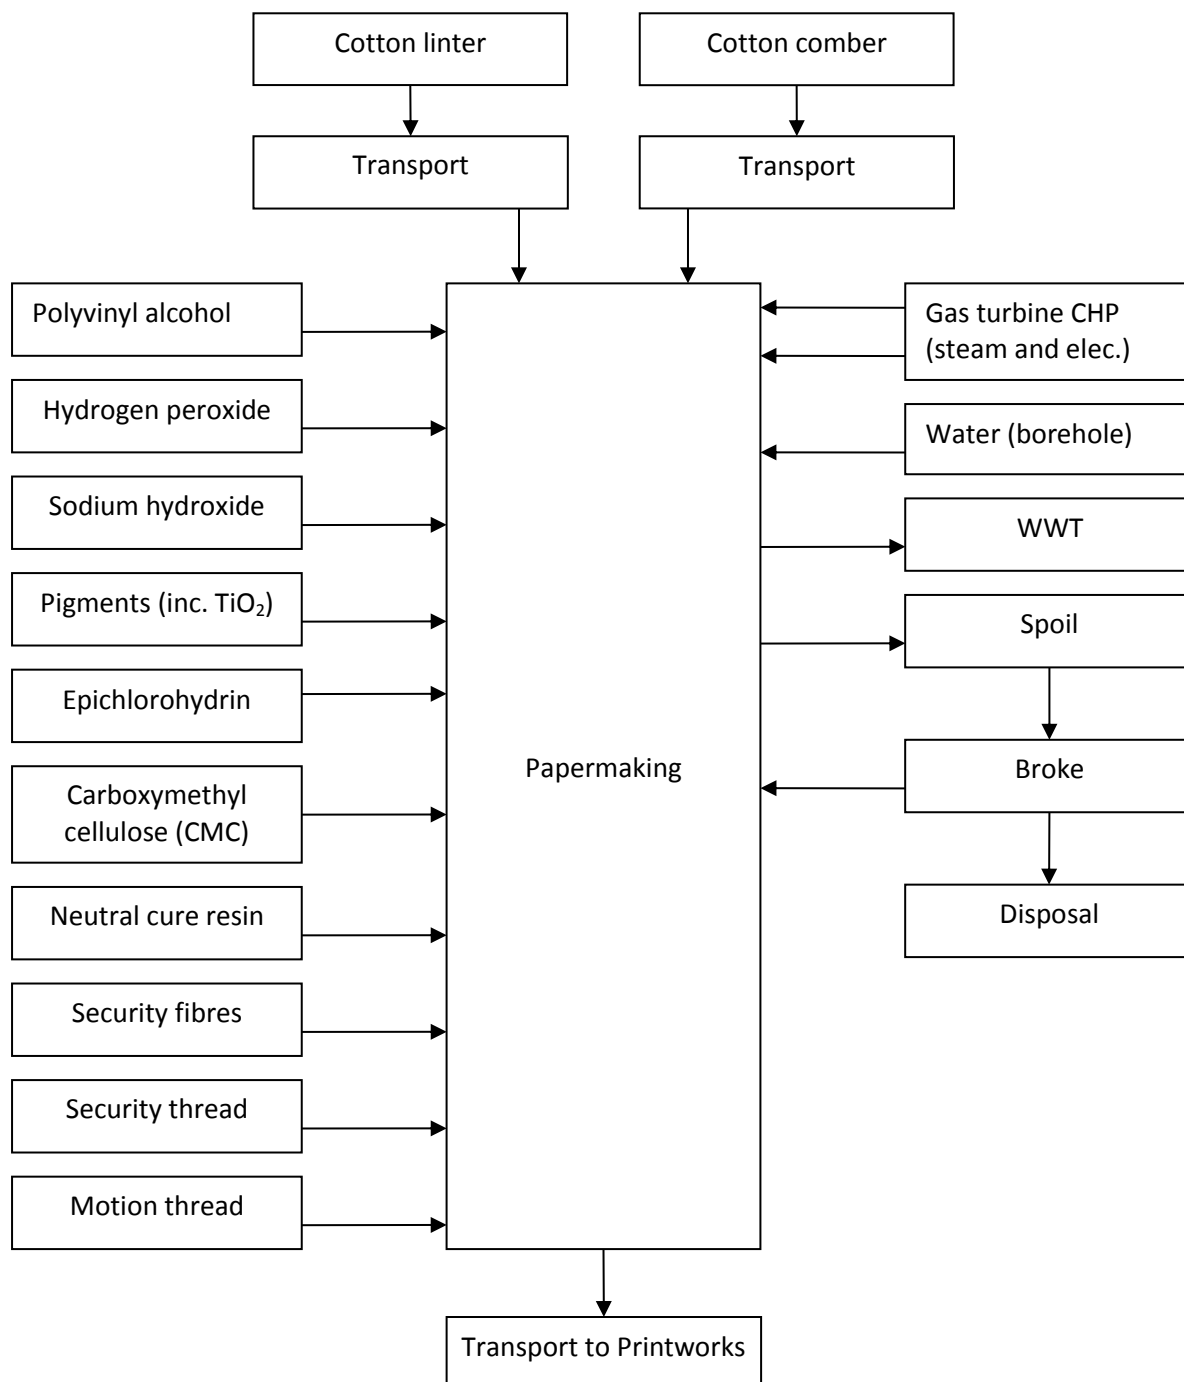 Cotton linter
Cotton comber
Transport
Transport
Polyvinyl alcohol
Hydrogen peroxide
Sodium hydroxide
Pigments (inc. TiO₂)
Epichlorohydrin
Carboxymethyl
cellulose (CMC)
Neutral cure resin
Security fibres
Security thread
Motion thread
Papermaking
Gas turbine CHP
(steam and elec.)
Water (borehole)
WWT
Spoil
Broke
Disposal
Transport to Printworks